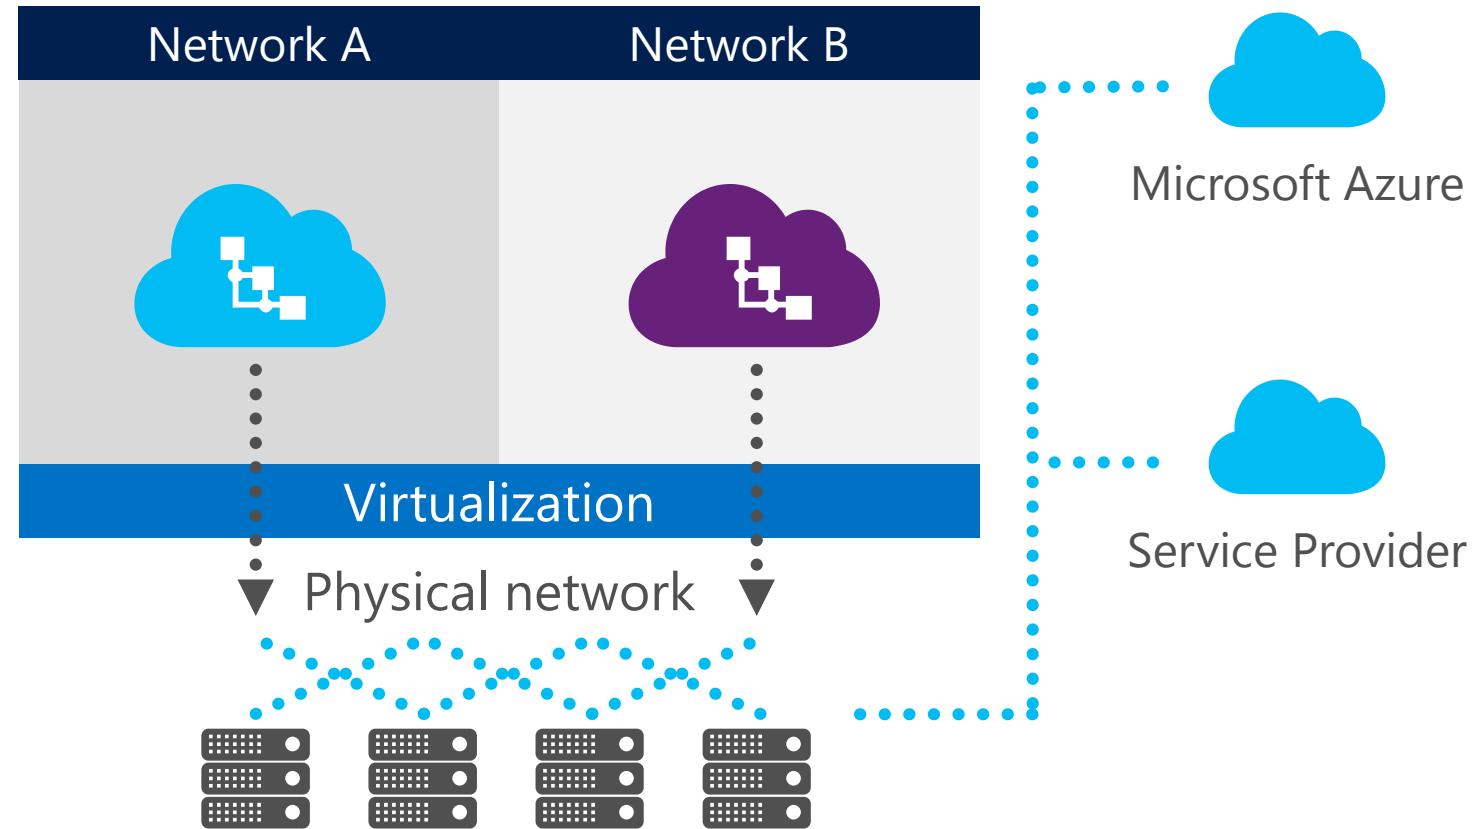 Network A
Network B
Microsoft Azure
Virtualization
Service Provider
Physical network